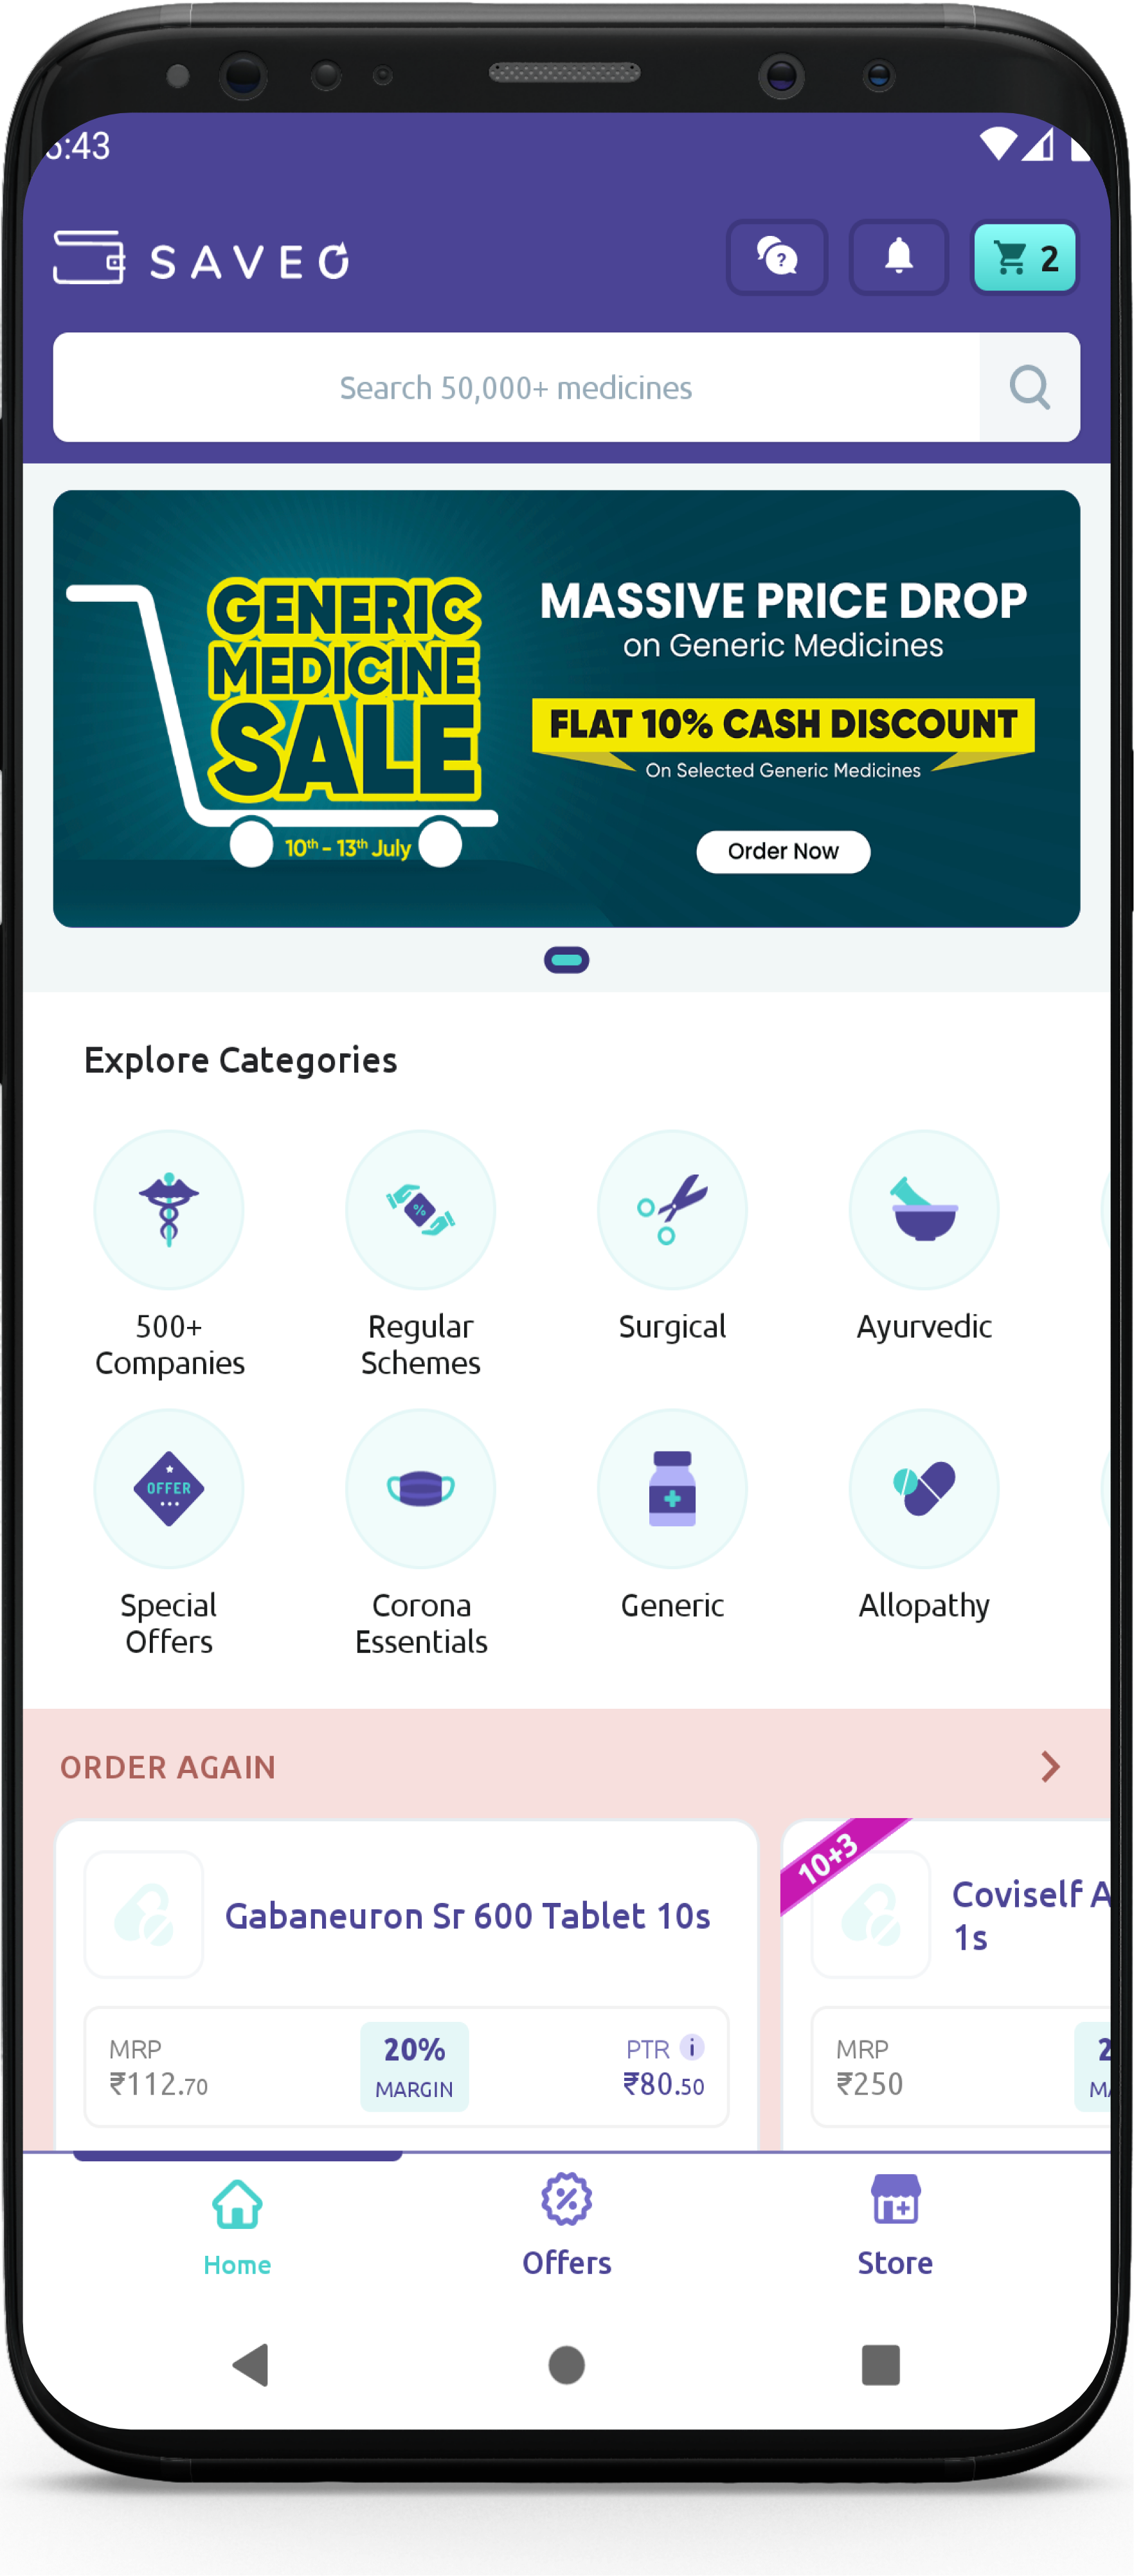 SAVEO
2
Search 50,000+ medicines
GENERIC
MEDICINE
SALE
10th - 13th July
MASSIVE PRICE DROP
on Generic Medicines
FLAT 10% CASH DISCOUNT
On Selected Generic Medicines
Order Now
Explore Categories
500+
Companies
Regular
Schemes
Surgical
Ayurvedic
OFFER
Special
Offers
Corona
Essentials
Generic
Allopathy
ORDER AGAIN
Gabaneuron Sr 600 Tablet 10s
MRP
₹112.70
20%
MARGIN
PTR i
₹80.50
10+3
Coviself A
1s
MRP
₹250
Home
Offers
Store